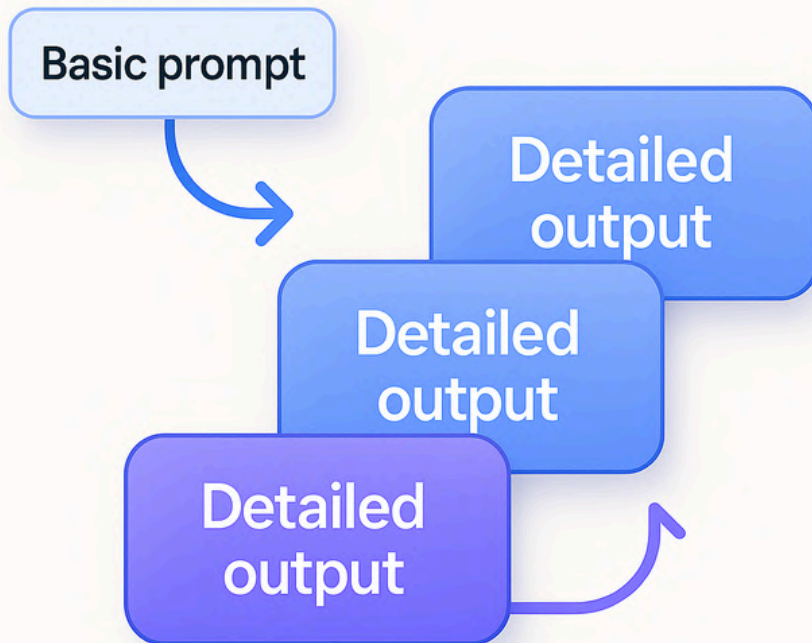 Basic prompt
Detailed
output
Detailed
output
Detailed
output